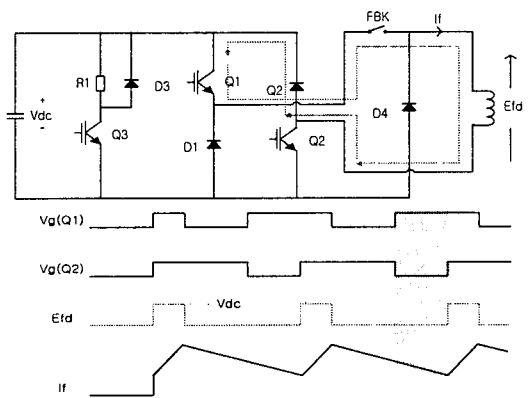 FBK
If
R1
D3
Q1
Q2
D4
Efd
+
Vdc
-
Q3
D1
Q2
Vg(Q1)
Vg(Q2)
Efd
Vdc
If